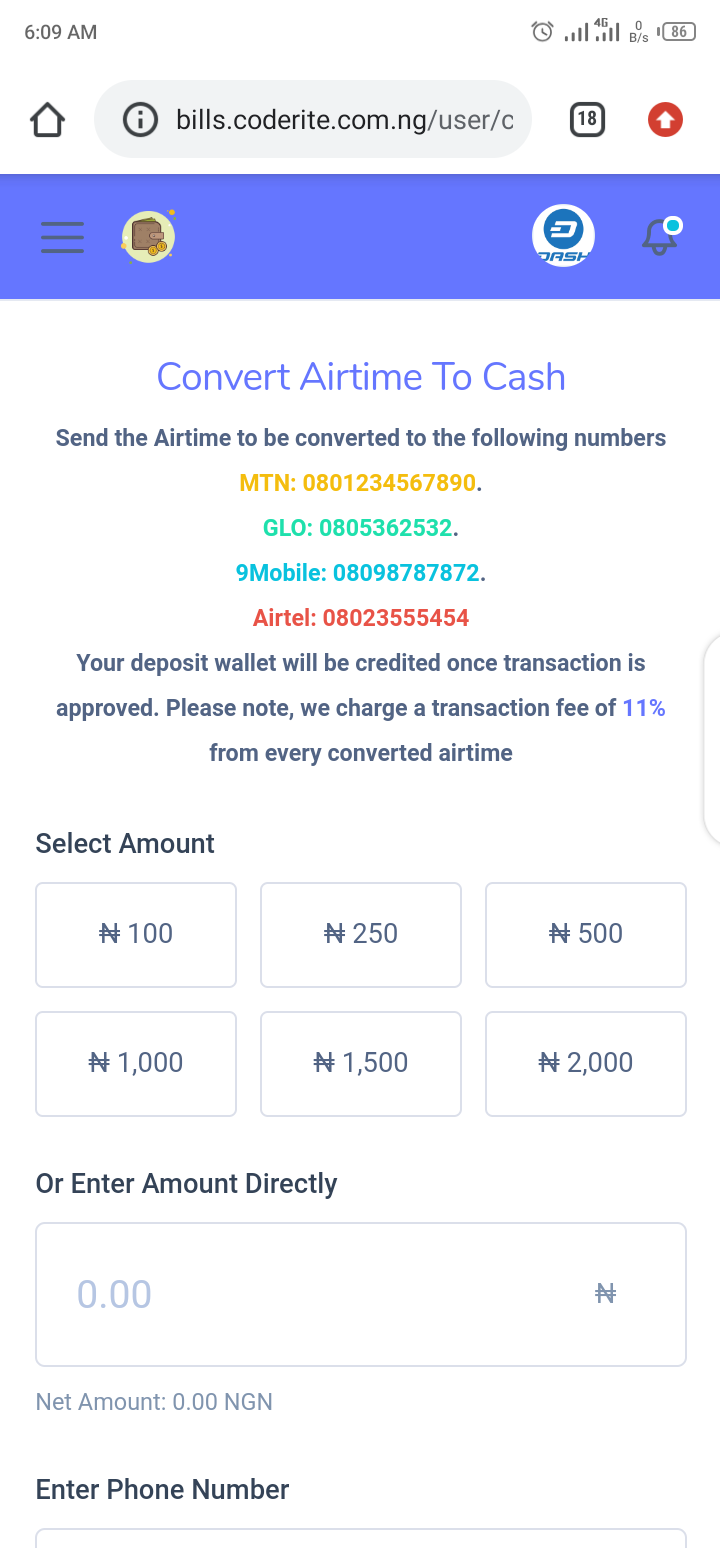 6:09 AM
4G
0
B/s
86
bills.coderite.com.ng/user/c
18
DASH
Convert Airtime To Cash
Send the Airtime to be converted to the following numbers
MTN: 0801234567890.
GLO: 0805362532.
9Mobile: 08098787872.
Airtel: 08023555454
Your deposit wallet will be credited once transaction is
approved. Please note, we charge a transaction fee of 11%
from every converted airtime
Select Amount
₦ 100
₦ 250
₦ 500
₦ 1,000
₦ 1,500
₦ 2,000
Or Enter Amount Directly
0.00 ₦
Net Amount: 0.00 NGN
Enter Phone Number